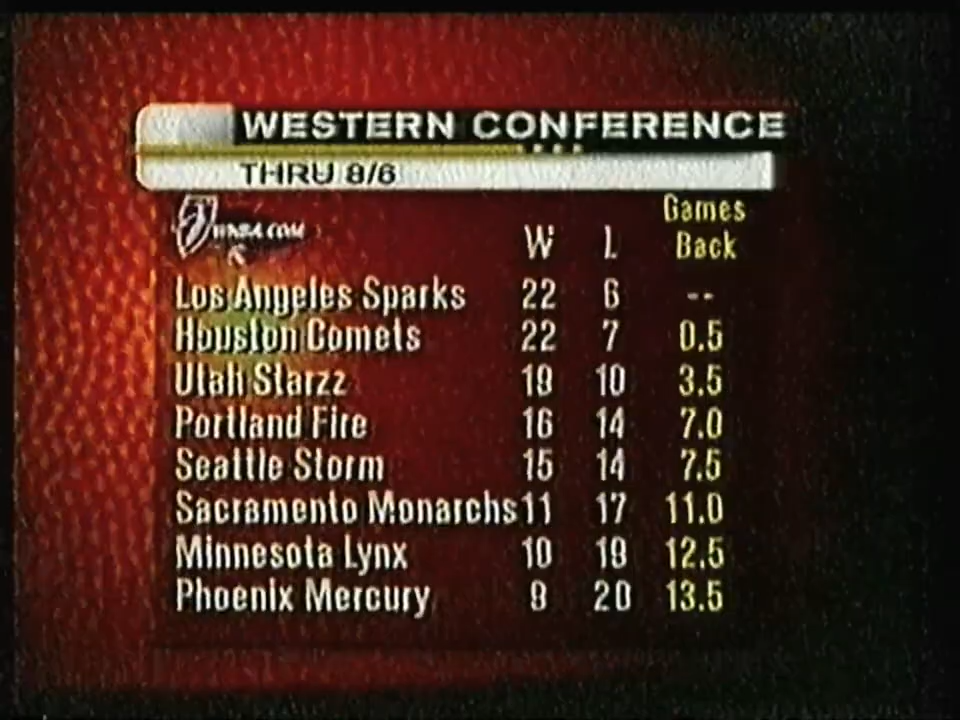 WESTERN CONFERENCE
THRU 8/6
WNBA.COM
W L Games Back
Los Angeles Sparks 22 6 --
Houston Comets 22 7 0.5
Utah Starzz 19 10 3.5
Portland Fire 16 14 7.0
Seattle Storm 15 14 7.5
Sacramento Monarchs 11 17 11.0
Minnesota Lynx 10 19 12.5
Phoenix Mercury 9 20 13.5